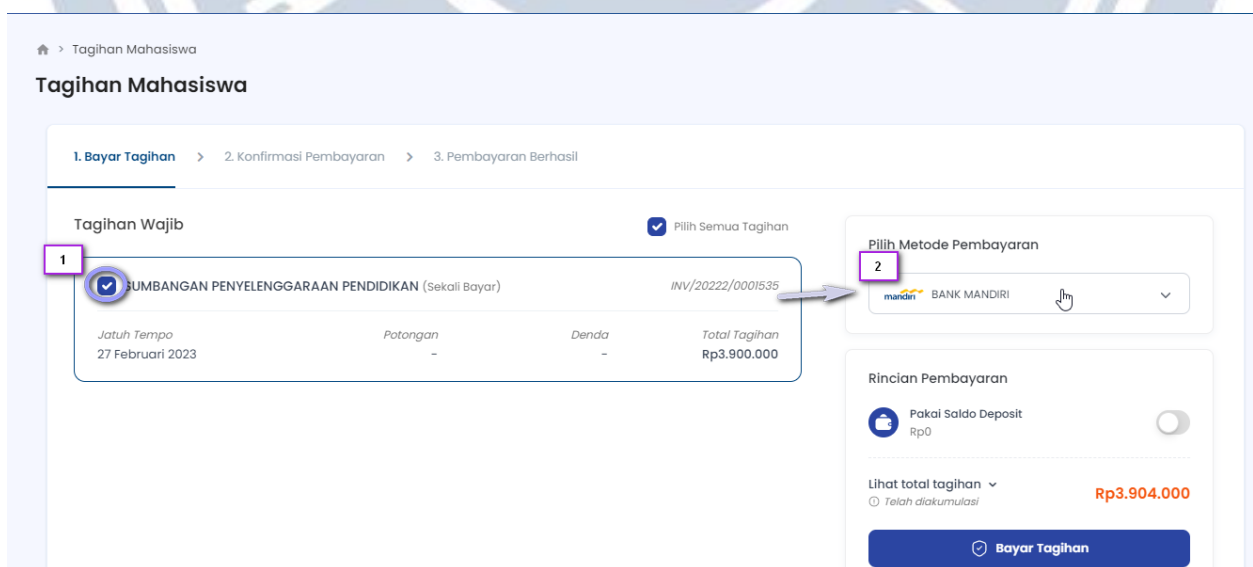 > Tagihan Mahasiswa
Tagihan Mahasiswa
1. Bayar Tagihan > 2. Konfirmasi Pembayaran > 3. Pembayaran Berhasil
Tagihan Wajib
Pilih Semua Tagihan
1
SUMBANGAN PENYELENGGARAAN PENDIDIKAN (Sekali Bayar)
INV/20222/0001535
Jatuh Tempo Potongan Denda Total Tagihan
27 Februari 2023 - - Rp3.900.000
Pilih Metode Pembayaran
2
mandiri BANK MANDIRI
Rincian Pembayaran
Pakai Saldo Deposit
Rp0
Lihat total tagihan
Telah diakumulasi
Rp3.904.000
Bayar Tagihan